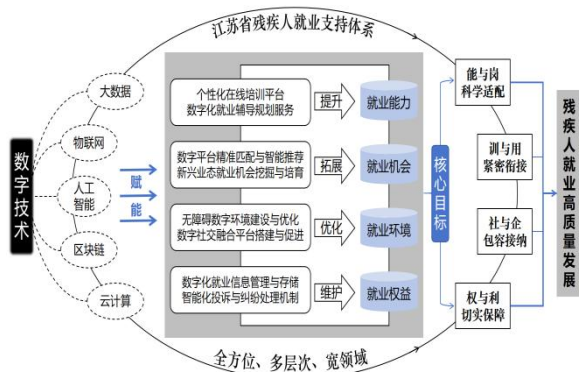 江苏省残疾人就业支持体系
数字技术
大数据
物联网
人工
智能
区块链
云计算
赋
能
个性化在线培训平台
数字化就业辅导规划服务
提升
就业能力
数字平台精准匹配与智能推荐
新兴业态就业机会挖掘与培育
拓展
就业机会
无障碍数字环境建设与优化
数字社交融合平台搭建与促进
优化
就业环境
数字化就业信息管理与存储
智能化投诉与纠纷处理机制
维护
就业权益
核心目标
能与岗
科学适配
训与用
紧密衔接
社与企
包容接纳
权与利
切实保障
残疾人就业高质量发展
全方位、多层次、宽领域